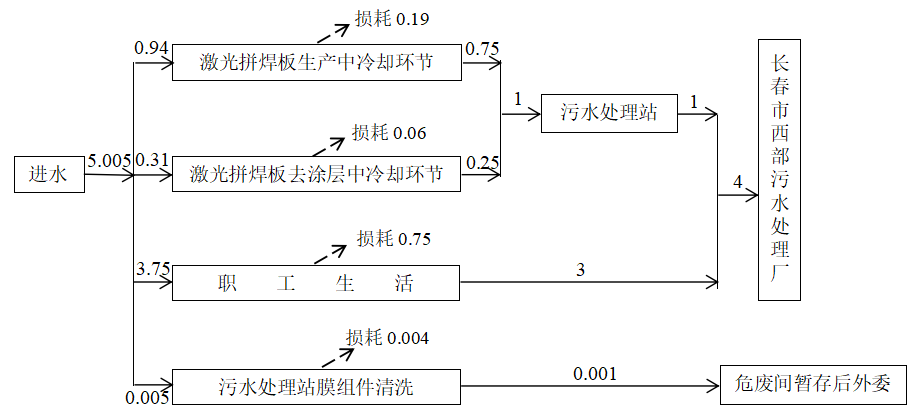 损耗 0.19
0.94
激光拼焊板生产中冷却环节
0.75
1
污水处理站
1
损耗 0.06
进水
5.005
0.31
激光拼焊板去涂层中冷却环节
0.25
4
长春市西部污水处理厂
损耗 0.75
3.75
职工生活
3
损耗 0.004
0.005
污水处理站膜组件清洗
0.001
危废间暂存后外委